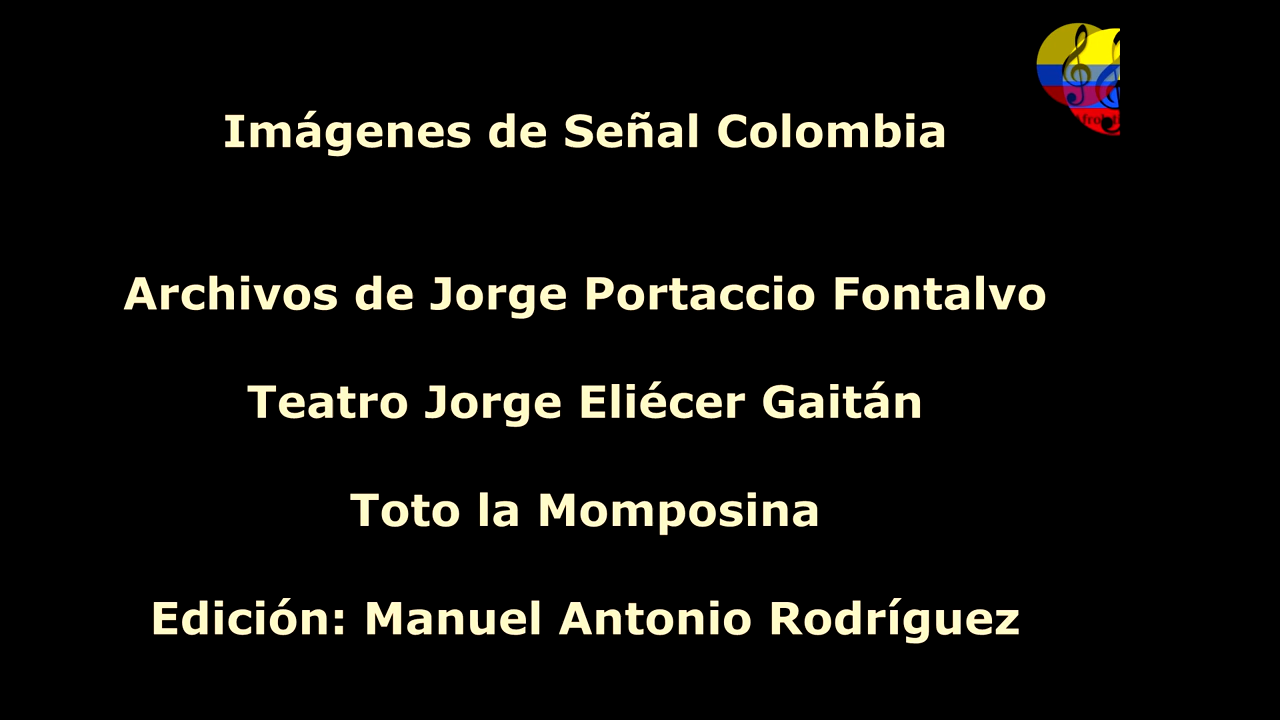 Imágenes de Señal Colombia
Archivos de Jorge Portaccio Fontalvo
Teatro Jorge Eliécer Gaitán
Toto la Momposina
Edición: Manuel Antonio Rodríguez